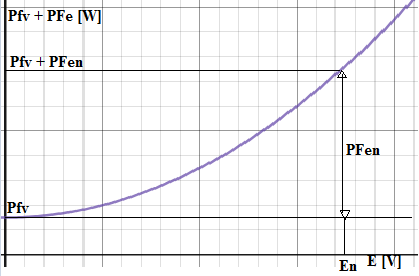 Pfv + PFe [W]
Pfv + PFen
PFen
Pfv
En E [V]